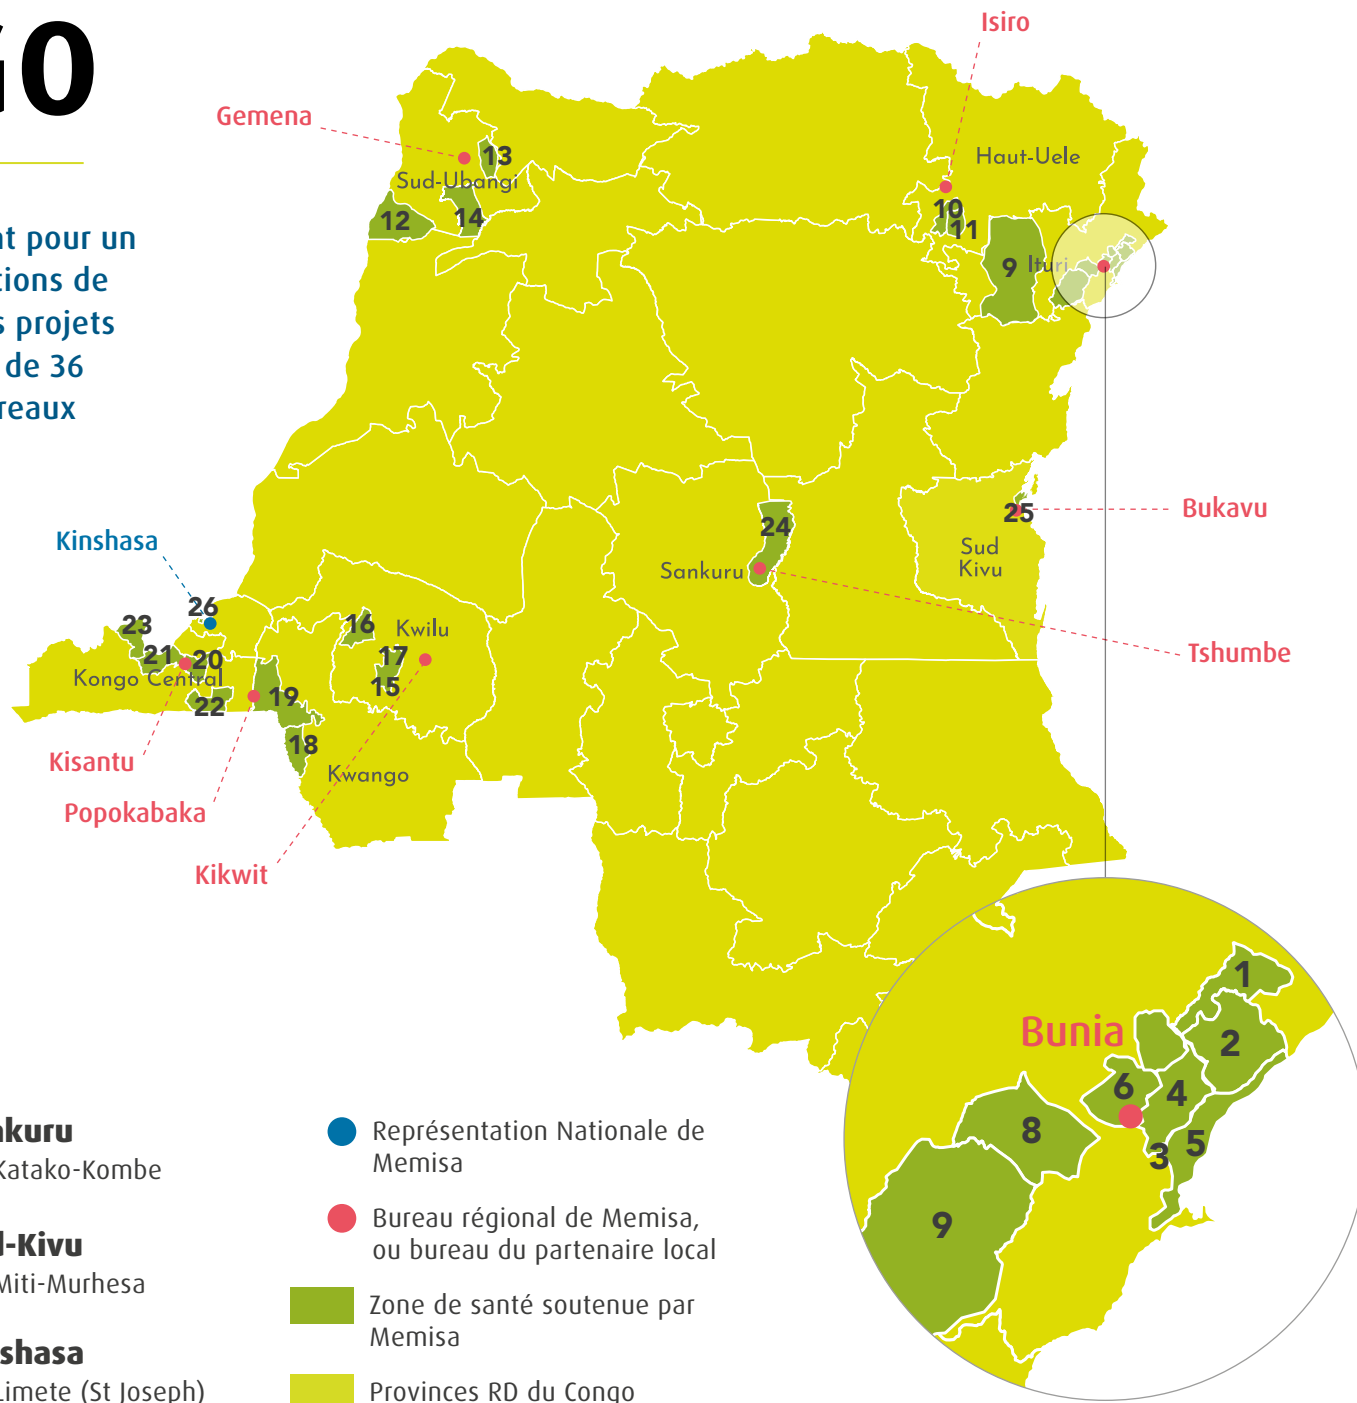 GO
Isiro
Gemena
13
Haut-Uele
Sud-Ubangi
10
12
14
11
nt pour un
9
Ituri
tions de
s projets
de 36
reaux
25
Bukavu
24
Kinshasa
Sud
Kivu
Sankuru
26
23
16
Kwilu
21
20
17
Tshumbe
Kongo Central
15
19
22
18
Kisantu
Kwango
Popokabaka
Kikwit
1
Bunia
2
6
4
8
5
3
9
kuru
Katako-Kombe
-Kivu
Miti-Murhesa
shasa
Limete (St Joseph)
Représentation Nationale de
Memisa
Bureau régional de Memisa,
ou bureau du partenaire local
Zone de santé soutenue par
Memisa
Provinces RD du Congo